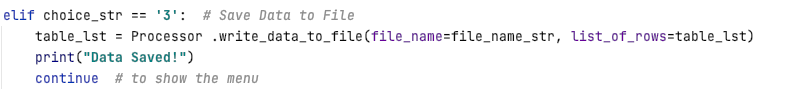 elif choice_str == '3':  # Save Data to File
    table_lst = Processor .write_data_to_file(file_name=file_name_str, list_of_rows=table_lst)
    print("Data Saved!")
    continue  # to show the menu